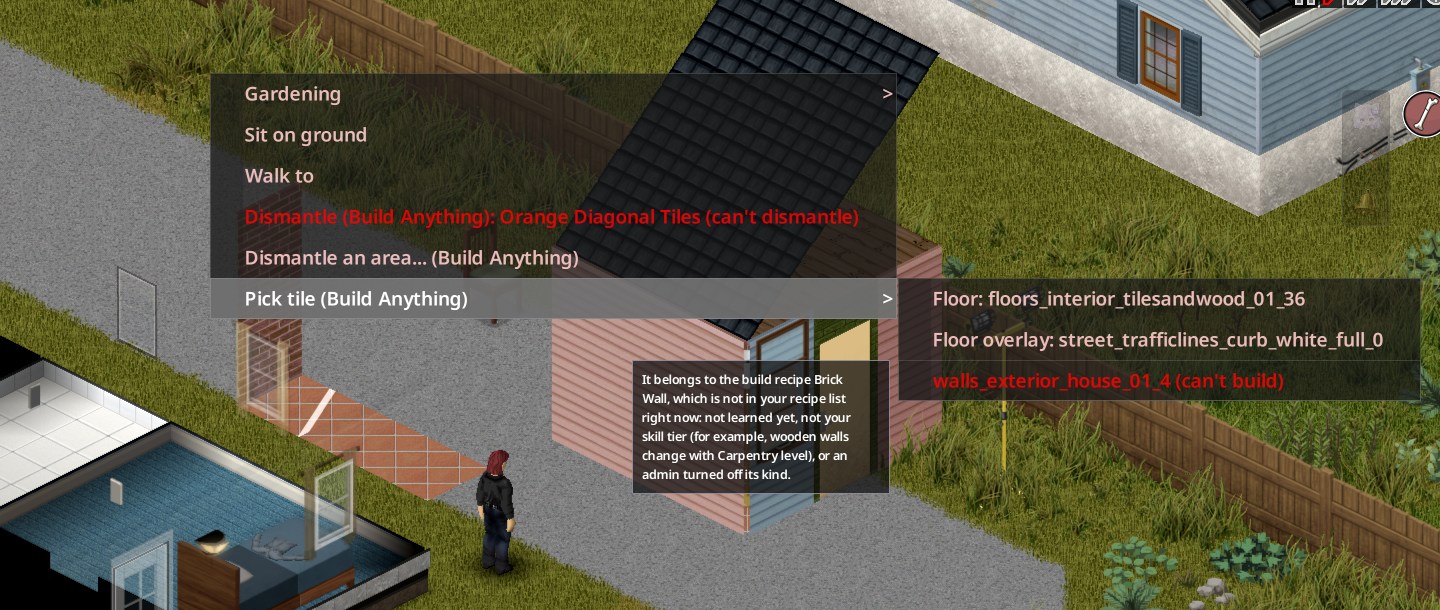 Gardening >
Sit on ground
Walk to
Dismantle (Build Anything): Orange Diagonal Tiles (can't dismantle)
Dismantle an area... (Build Anything)
Pick tile (Build Anything) >
Floor: floors_interior_tilesandwood_01_36
Floor overlay: street_trafficlines_curb_white_full_0
walls_exterior_house_01_4 (can't build)
It belongs to the build recipe Brick
Wall, which is not in your recipe list
right now: not learned yet, not your
skill tier (for example, wooden walls
change with Carpentry level), or an
admin turned off its kind.